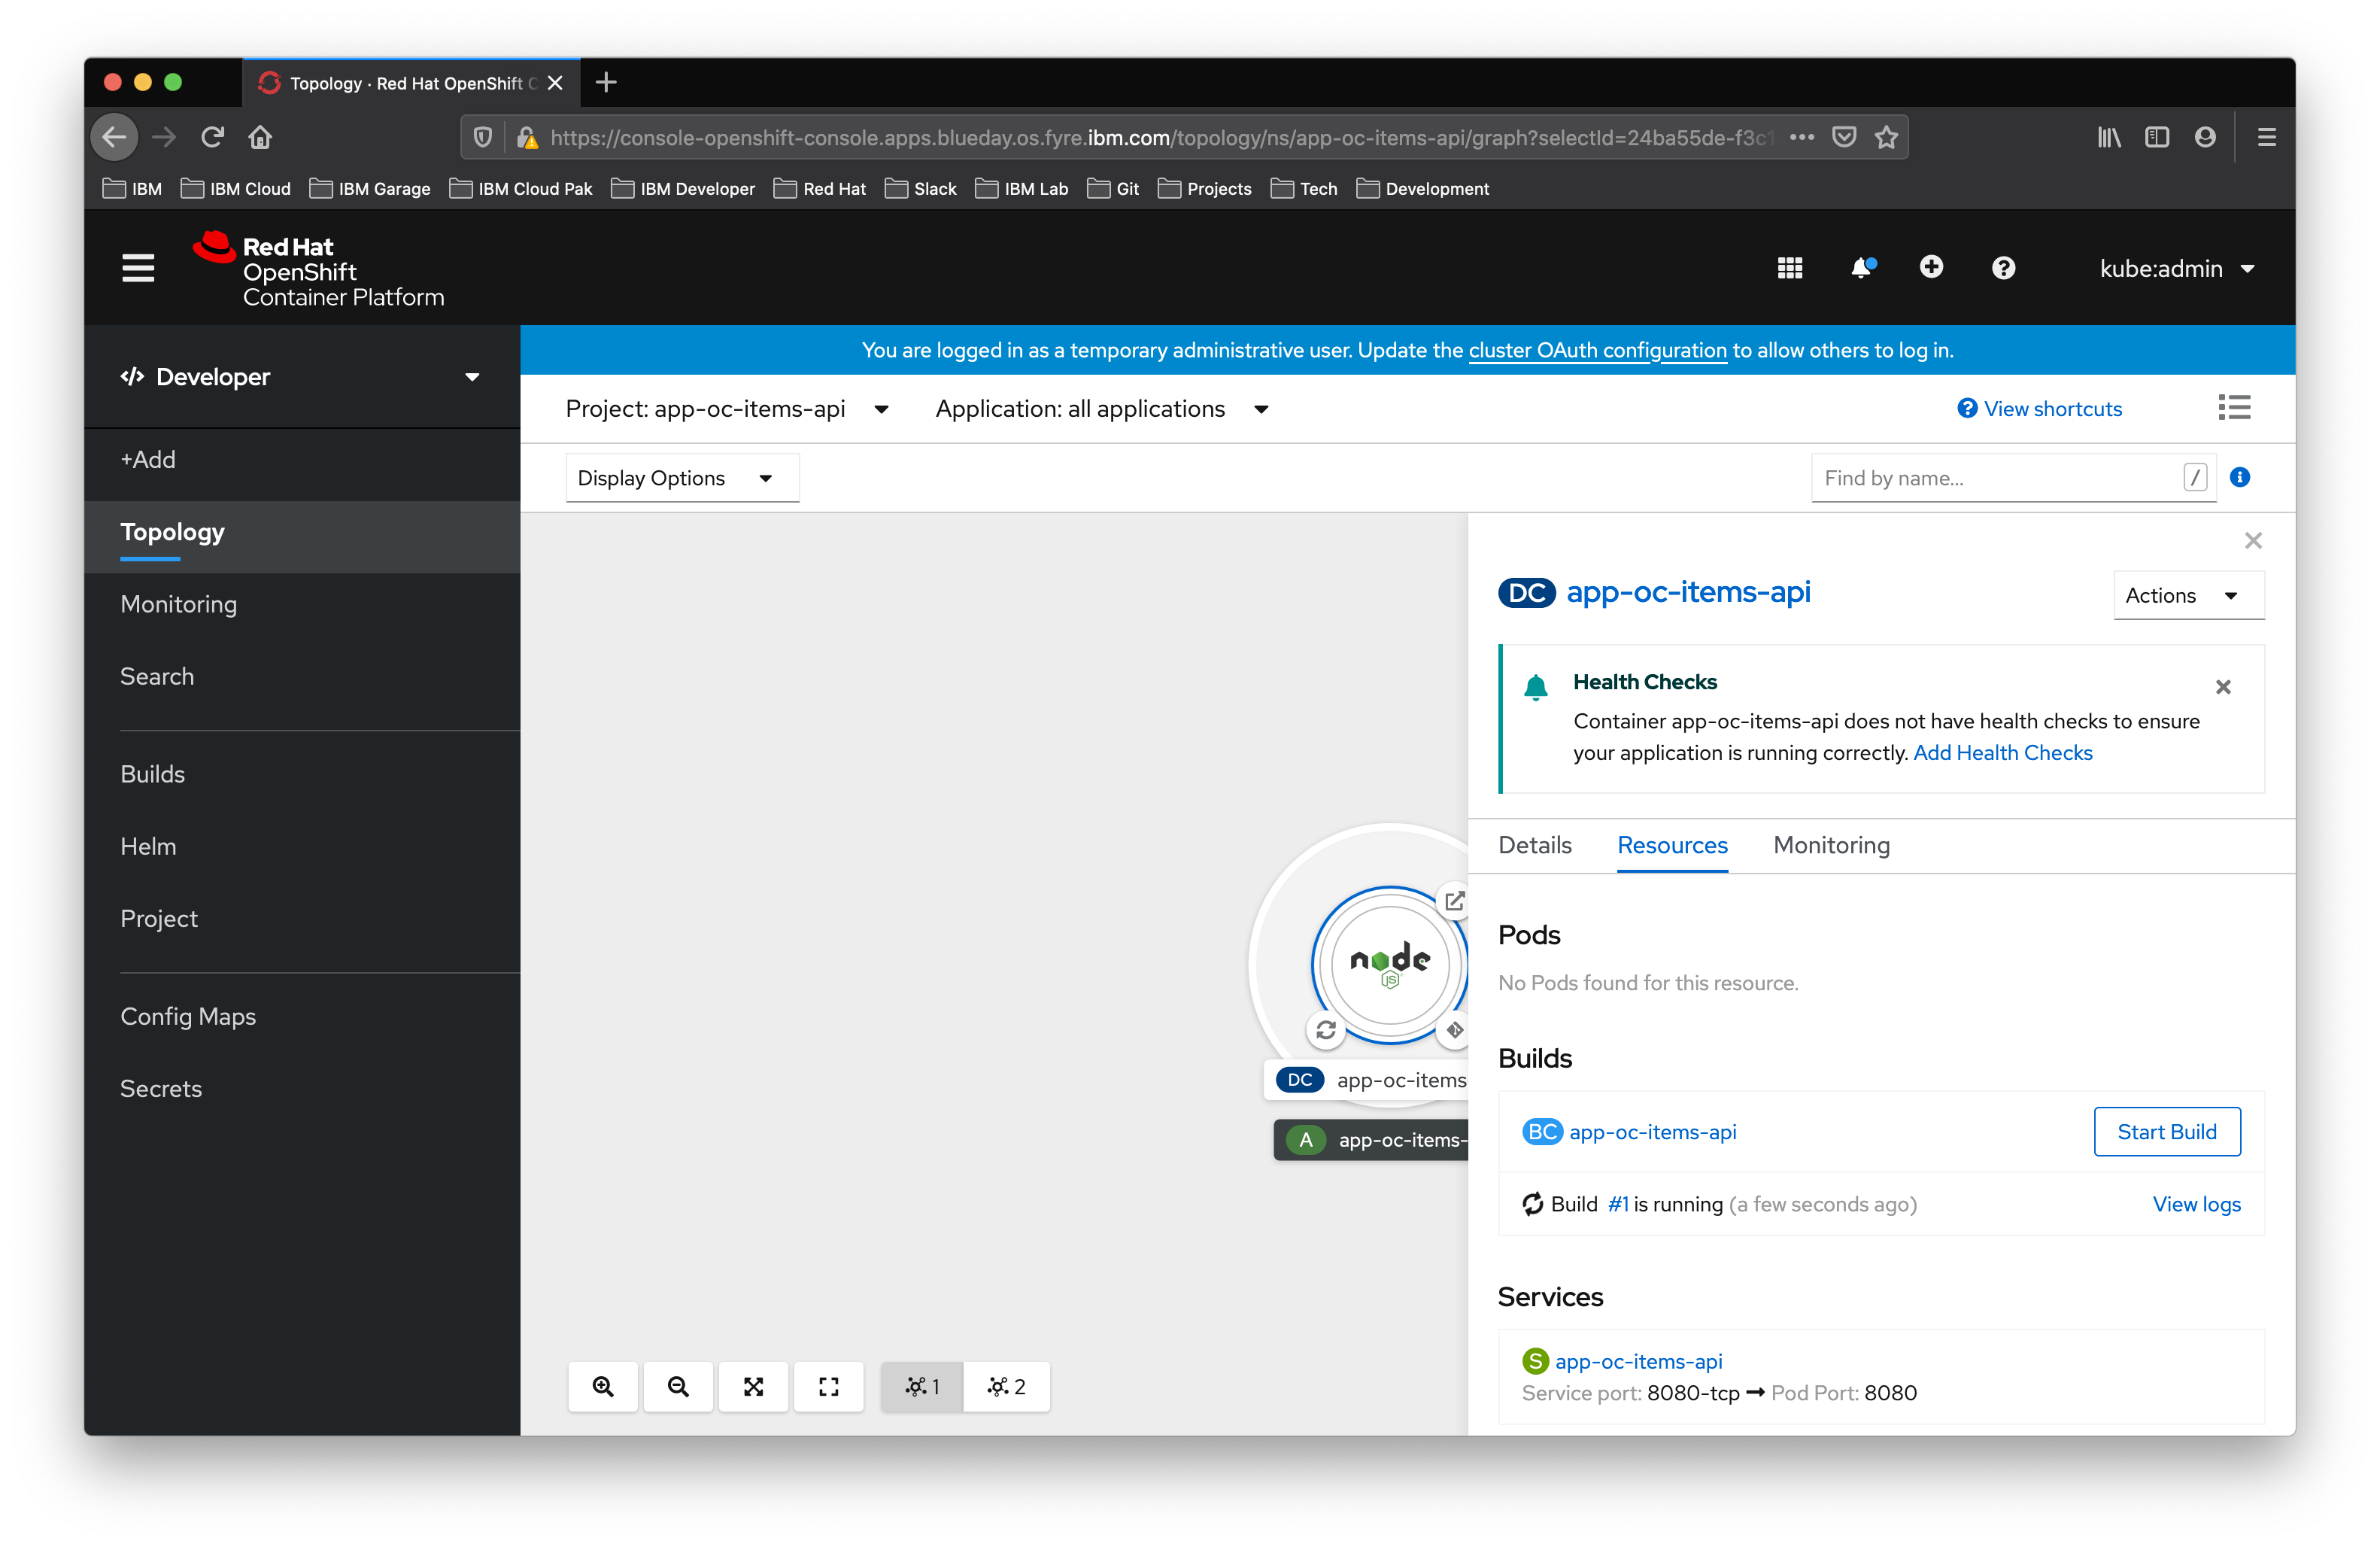 Topology · Red Hat OpenShift C
https://console-openshift-console.apps.blueday.os.fyre.ibm.com/topology/ns/app-oc-items-api/graph?selectId=24ba55de-f3c1
IBM IBM Cloud IBM Garage IBM Cloud Pak IBM Developer Red Hat Slack IBM Lab Git Projects Tech Development
Red Hat
OpenShift
Container Platform
kube:admin
You are logged in as a temporary administrative user. Update the cluster OAuth configuration to allow others to log in.
Developer
+Add
Topology
Monitoring
Search
Builds
Helm
Project
Config Maps
Secrets
Project: app-oc-items-api Application: all applications View shortcuts
Display Options Find by name... /
DC app-oc-items-api
Actions
Health Checks
Container app-oc-items-api does not have health checks to ensure
your application is running correctly. Add Health Checks
Details Resources Monitoring
node
JS
DC app-oc-items
A app-oc-items-
1 2
Pods
No Pods found for this resource.
Builds
BC app-oc-items-api Start Build
Build #1 is running (a few seconds ago) View logs
Services
S app-oc-items-api
Service port: 8080-tcp → Pod Port: 8080